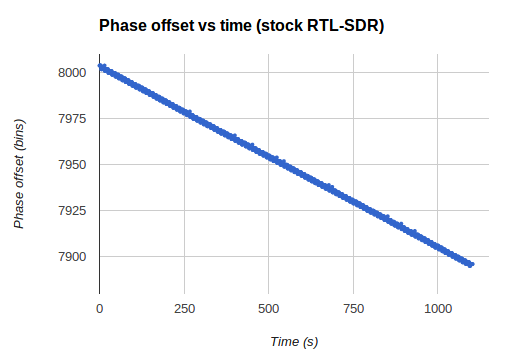 Phase offset vs time (stock RTL-SDR)
Phase offset (bins)
8000
7975
7950
7925
7900
0 250 500 750 1000
Time (s)